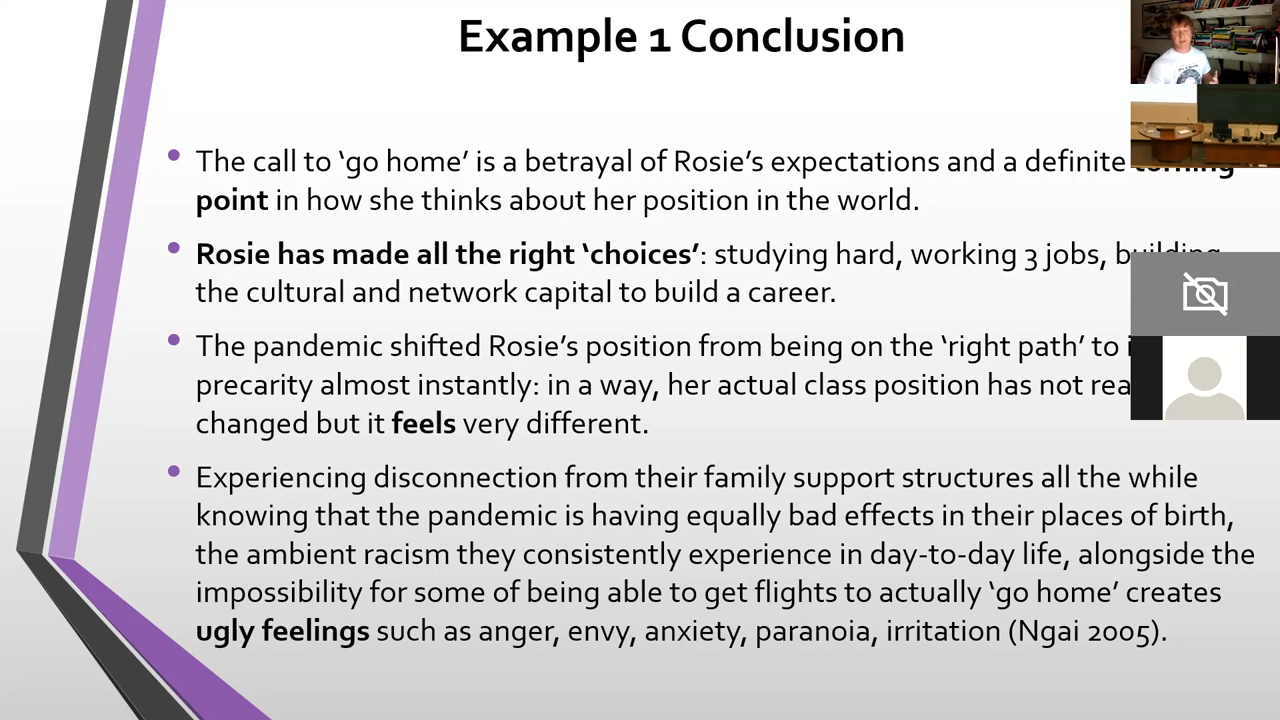 Example 1 Conclusion
The call to ‘go home’ is a betrayal of Rosie’s expectations and a definite turning
point in how she thinks about her position in the world.
Rosie has made all the right ‘choices’: studying hard, working 3 jobs, building
the cultural and network capital to build a career.
The pandemic shifted Rosie’s position from being on the ‘right path’ to
precarity almost instantly: in a way, her actual class position has not
changed but it feels very different.
Experiencing disconnection from their family support structures all the while
knowing that the pandemic is having equally bad effects in their places of birth,
the ambient racism they consistently experience in day-to-day life, alongside the
impossibility for some of being able to get flights to actually ‘go home’ creates
ugly feelings such as anger, envy, anxiety, paranoia, irritation (Ngai 2005).